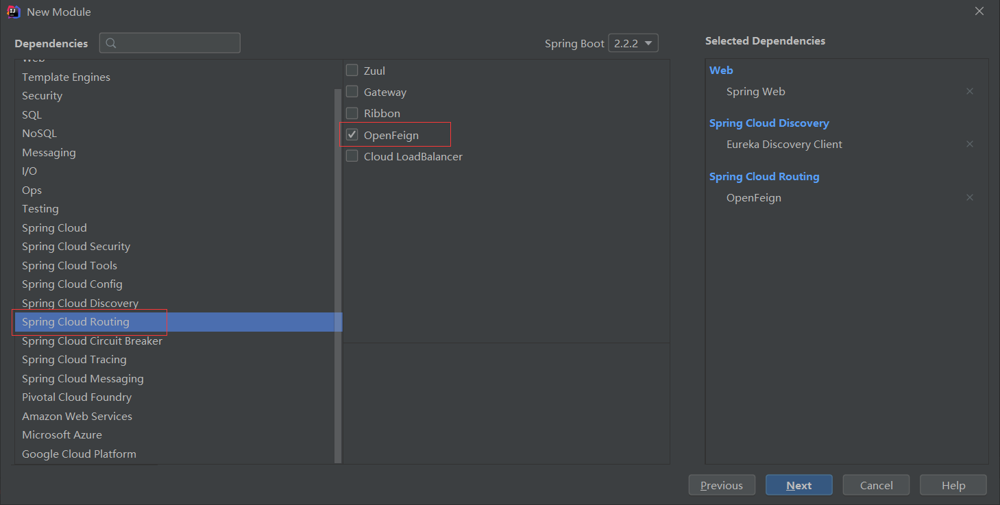 New Module
Dependencies
Spring Boot 2.2.2
Selected Dependencies
Web
Template Engines
Security
SQL
NoSQL
Messaging
I/O
Ops
Testing
Spring Cloud
Spring Cloud Security
Spring Cloud Tools
Spring Cloud Config
Spring Cloud Discovery
Spring Cloud Routing
Spring Cloud Circuit Breaker
Spring Cloud Tracing
Spring Cloud Messaging
Pivotal Cloud Foundry
Amazon Web Services
Microsoft Azure
Google Cloud Platform
Zuul
Gateway
Ribbon
OpenFeign
Cloud LoadBalancer
Web
Spring Web
Spring Cloud Discovery
Eureka Discovery Client
Spring Cloud Routing
OpenFeign
Previous
Next
Cancel
Help